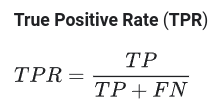 True Positive Rate (TPR)
TPR = TP / TP + FN